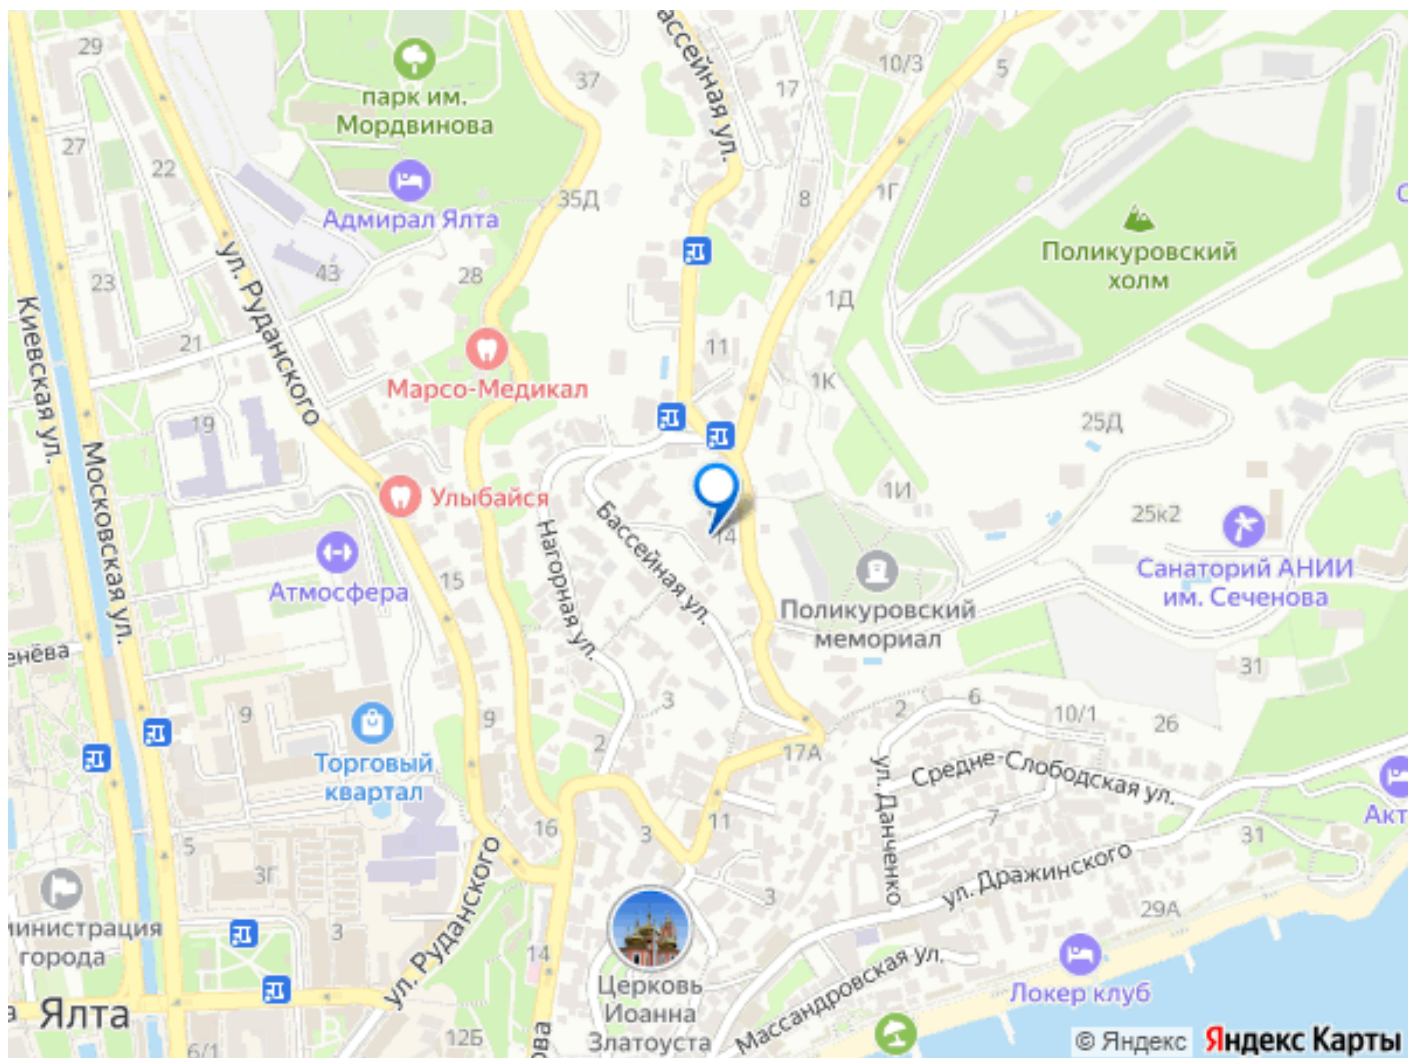 29
парк им.
Мордвинова
37
17
10/3
5
Бассейная ул.
27
22
Адмирал Ялта
35Д
8
1Г
Поликуровский
холм
ул. Руданского
23
43
28
1Д
Киевская ул.
21
11
Марсо-Медикал
1К
19
25Д
Московская ул.
Улыбайся
1И
25к2
Бассейная ул.
Нагорная ул.
14
Атмосфера
15
Санаторий АНИИ
им. Сеченова
Поликуровский
мемориал
31
3
2
6
10/1
26
9
9
2
17А
Торговый
квартал
ул. Данченко
Средне-Слободская ул.
7
5
16
3
11
31
3Г
ул. Руданского
ул. Дражинского
3
29А
города
3
14
Церковь
Иоанна
Златоуста
Массандровская ул.
Локер клуб
Ялта
12Б
6/1
© Яндекс
Яндекс Карты